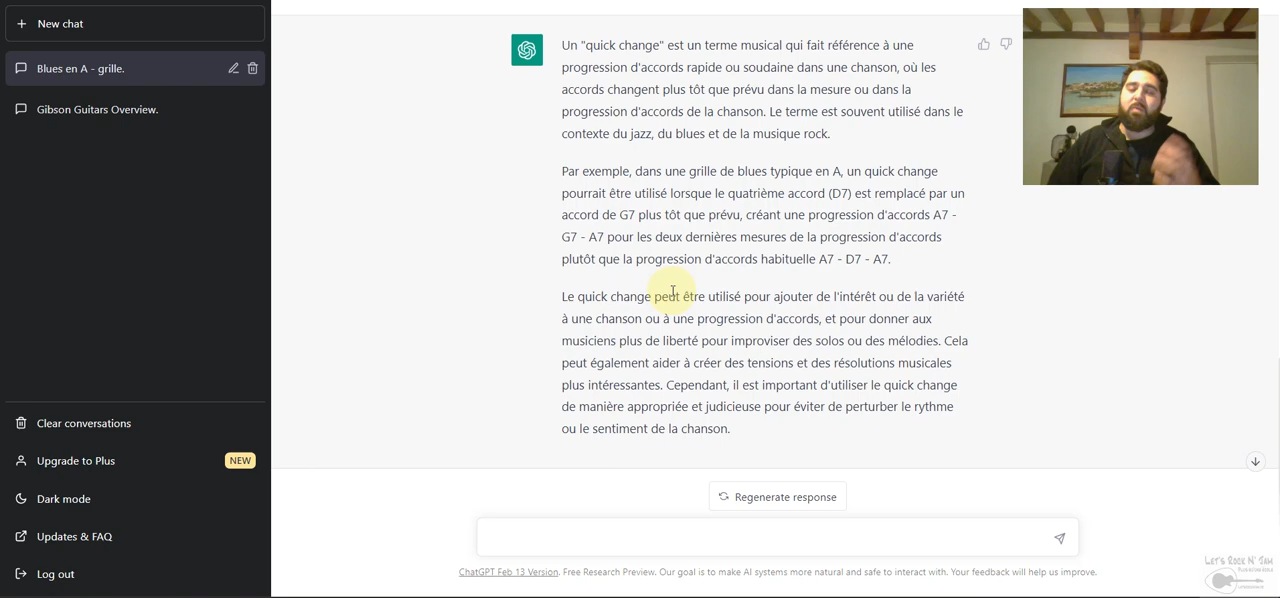 New chat
Blues en A - grille.
Gibson Guitars Overview.
Clear conversations
Upgrade to Plus
NEW
Dark mode
Updates & FAQ
Log out
Un "quick change" est un terme musical qui fait référence à une
progression d'accords rapide ou soudaine dans une chanson, où les
accords changent plus tôt que prévu dans la mesure ou dans la
progression d'accords de la chanson. Le terme est souvent utilisé dans le
contexte du jazz, du blues et de la musique rock.
Par exemple, dans une grille de blues typique en A, un quick change
pourrait être utilisé lorsque le quatrième accord (D7) est remplacé par un
accord de G7 plus tôt que prévu, créant une progression d'accords A7 -
G7 - A7 pour les deux dernières mesures de la progression d'accords
plutôt que la progression d'accords habituelle A7 - D7 - A7.
Le quick change peut être utilisé pour ajouter de l'intérêt ou de la variété
à une chanson ou à une progression d'accords, et pour donner aux
musiciens plus de liberté pour improviser des solos ou des mélodies. Cela
peut également aider à créer des tensions et des résolutions musicales
plus intéressantes. Cependant, il est important d'utiliser le quick change
de manière appropriée et judicieuse pour éviter de perturber le rythme
ou le sentiment de la chanson.
Regenerate response
ChatGPT Feb 13 Version. Free Research Preview. Our goal is to make AI systems more natural and safe to interact with. Your feedback will help us improve.
Let's Rock N' Jam